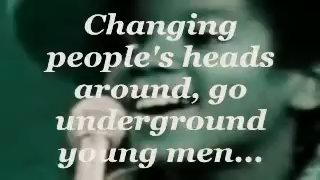 Changing
people's heads
around, go
underground
young men...